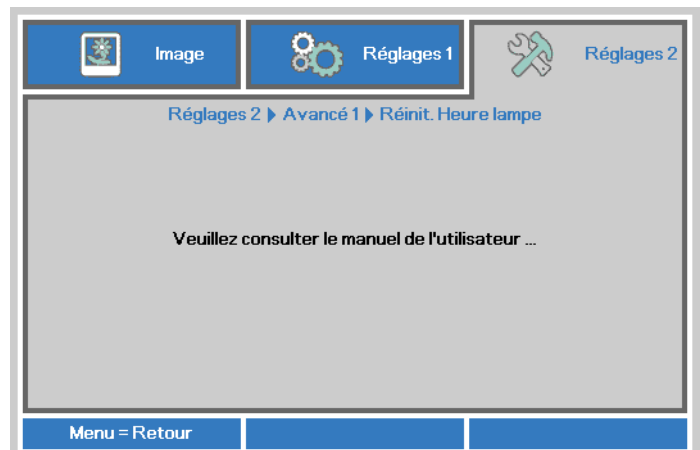 Image
Réglages 1
Réglages 2
Réglages 2 ▶ Avancé 1 ▶ Réinit. Heure lampe
Veuillez consulter le manuel de l'utilisateur ...
Menu = Retour